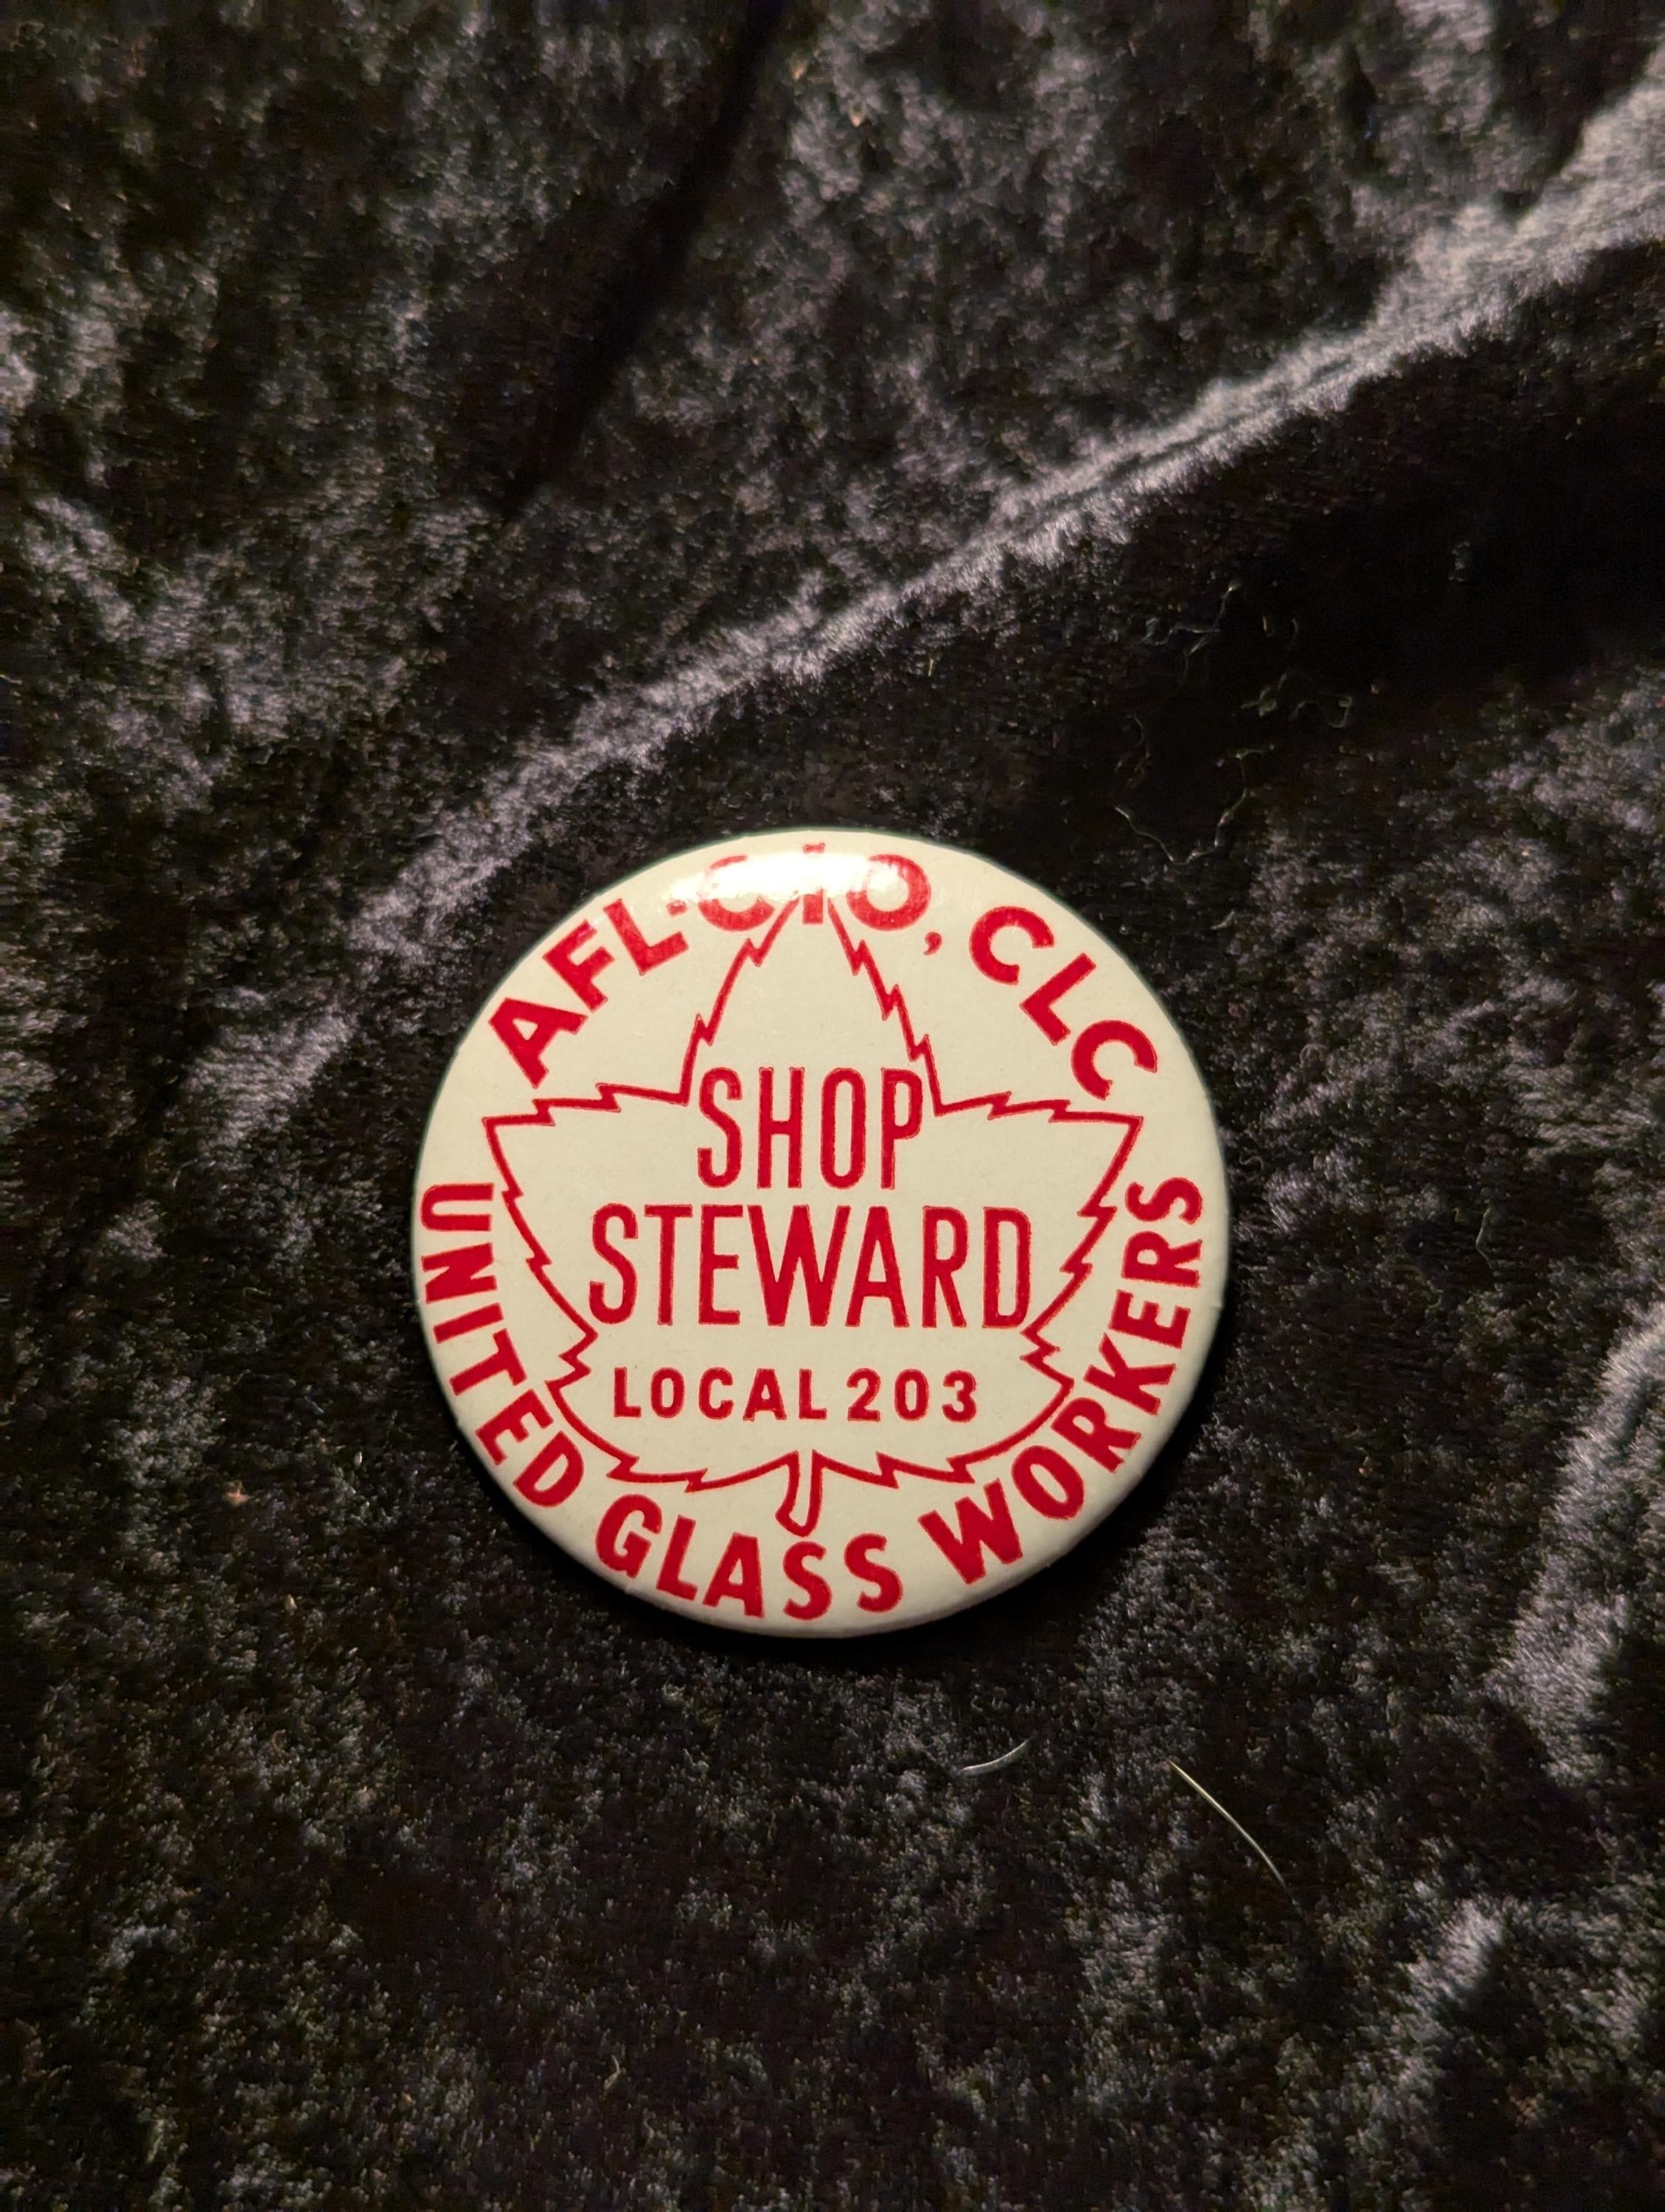 AFL-CIO, CLC
SHOP
STEWARD
LOCAL 203
UNITED GLASS WORKERS